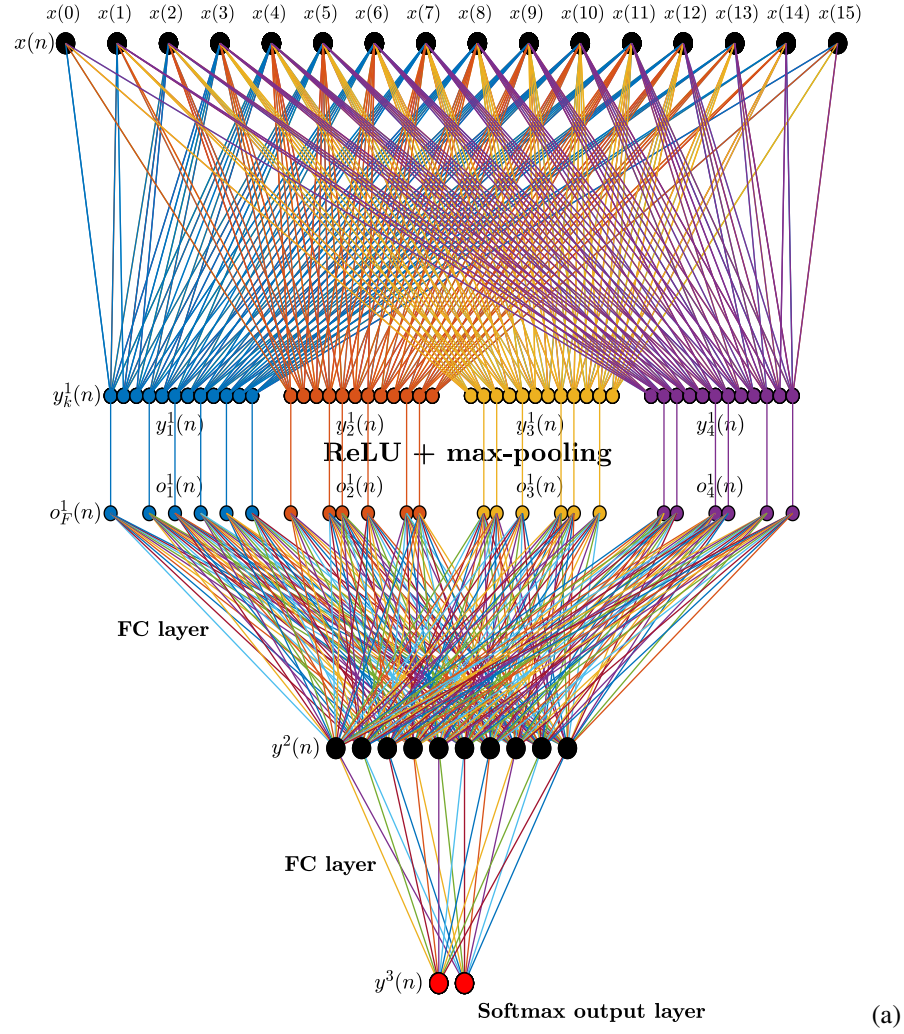 x(0) x(1) x(2) x(3) x(4) x(5) x(6) x(7) x(8) x(9) x(10) x(11) x(12) x(13) x(14) x(15)
x(n)
y_k^1(n)
y_1^1(n) y_2^1(n) y_3^1(n) y_4^1(n)
ReLU + max-pooling
o_1^1(n) o_2^1(n) o_3^1(n) o_4^1(n)
o_F^1(n)
FC layer
y^2(n)
FC layer
y^3(n)
Softmax output layer
(a)